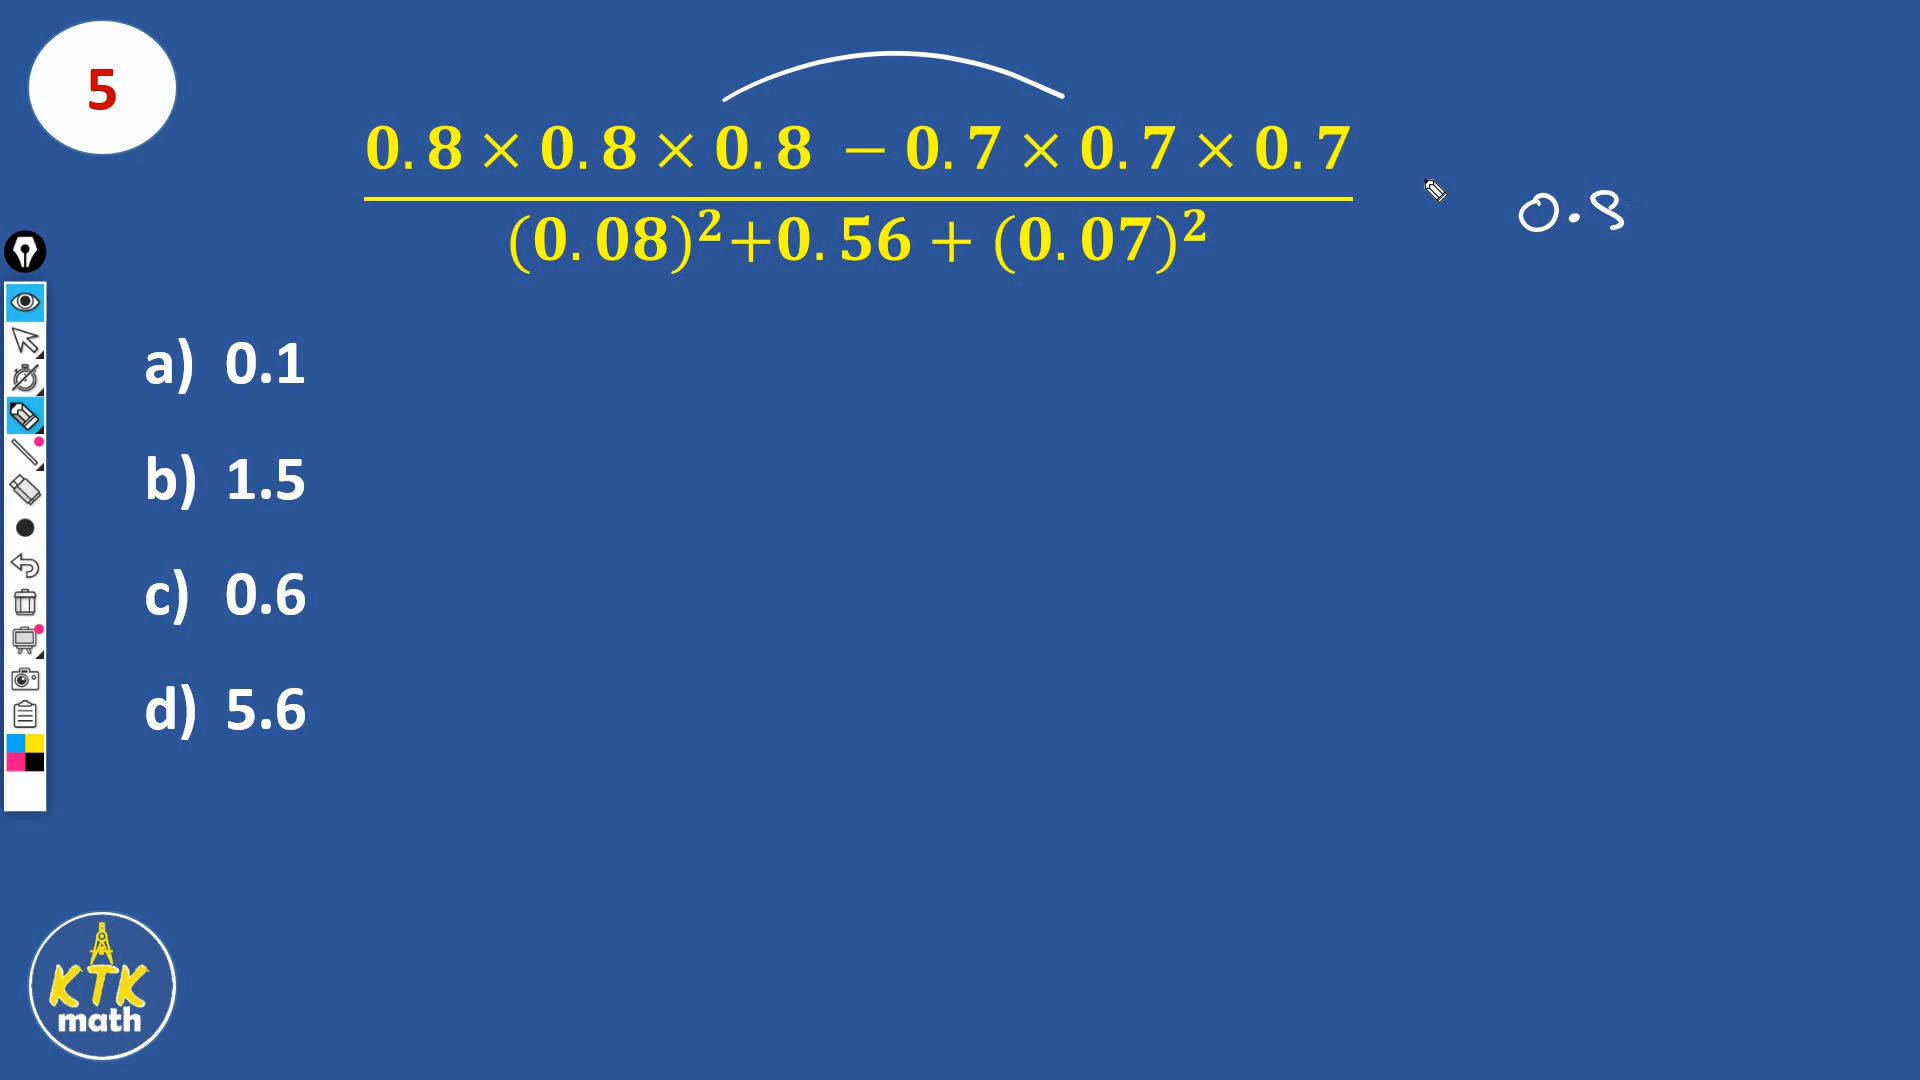 5
0.8 × 0.8 × 0.8 − 0.7 × 0.7 × 0.7
(0.08)²+0.56 + (0.07)²
0.8
a) 0.1
b) 1.5
c) 0.6
d) 5.6
KTK
math